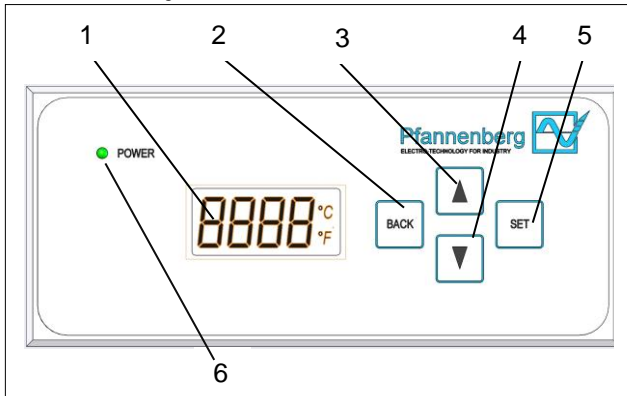 1 2 3 4 5
Pfannenberg
ELECTRO-TECHNOLOGY FOR INDUSTRY
POWER
8888 °C
°F
BACK
SET
6